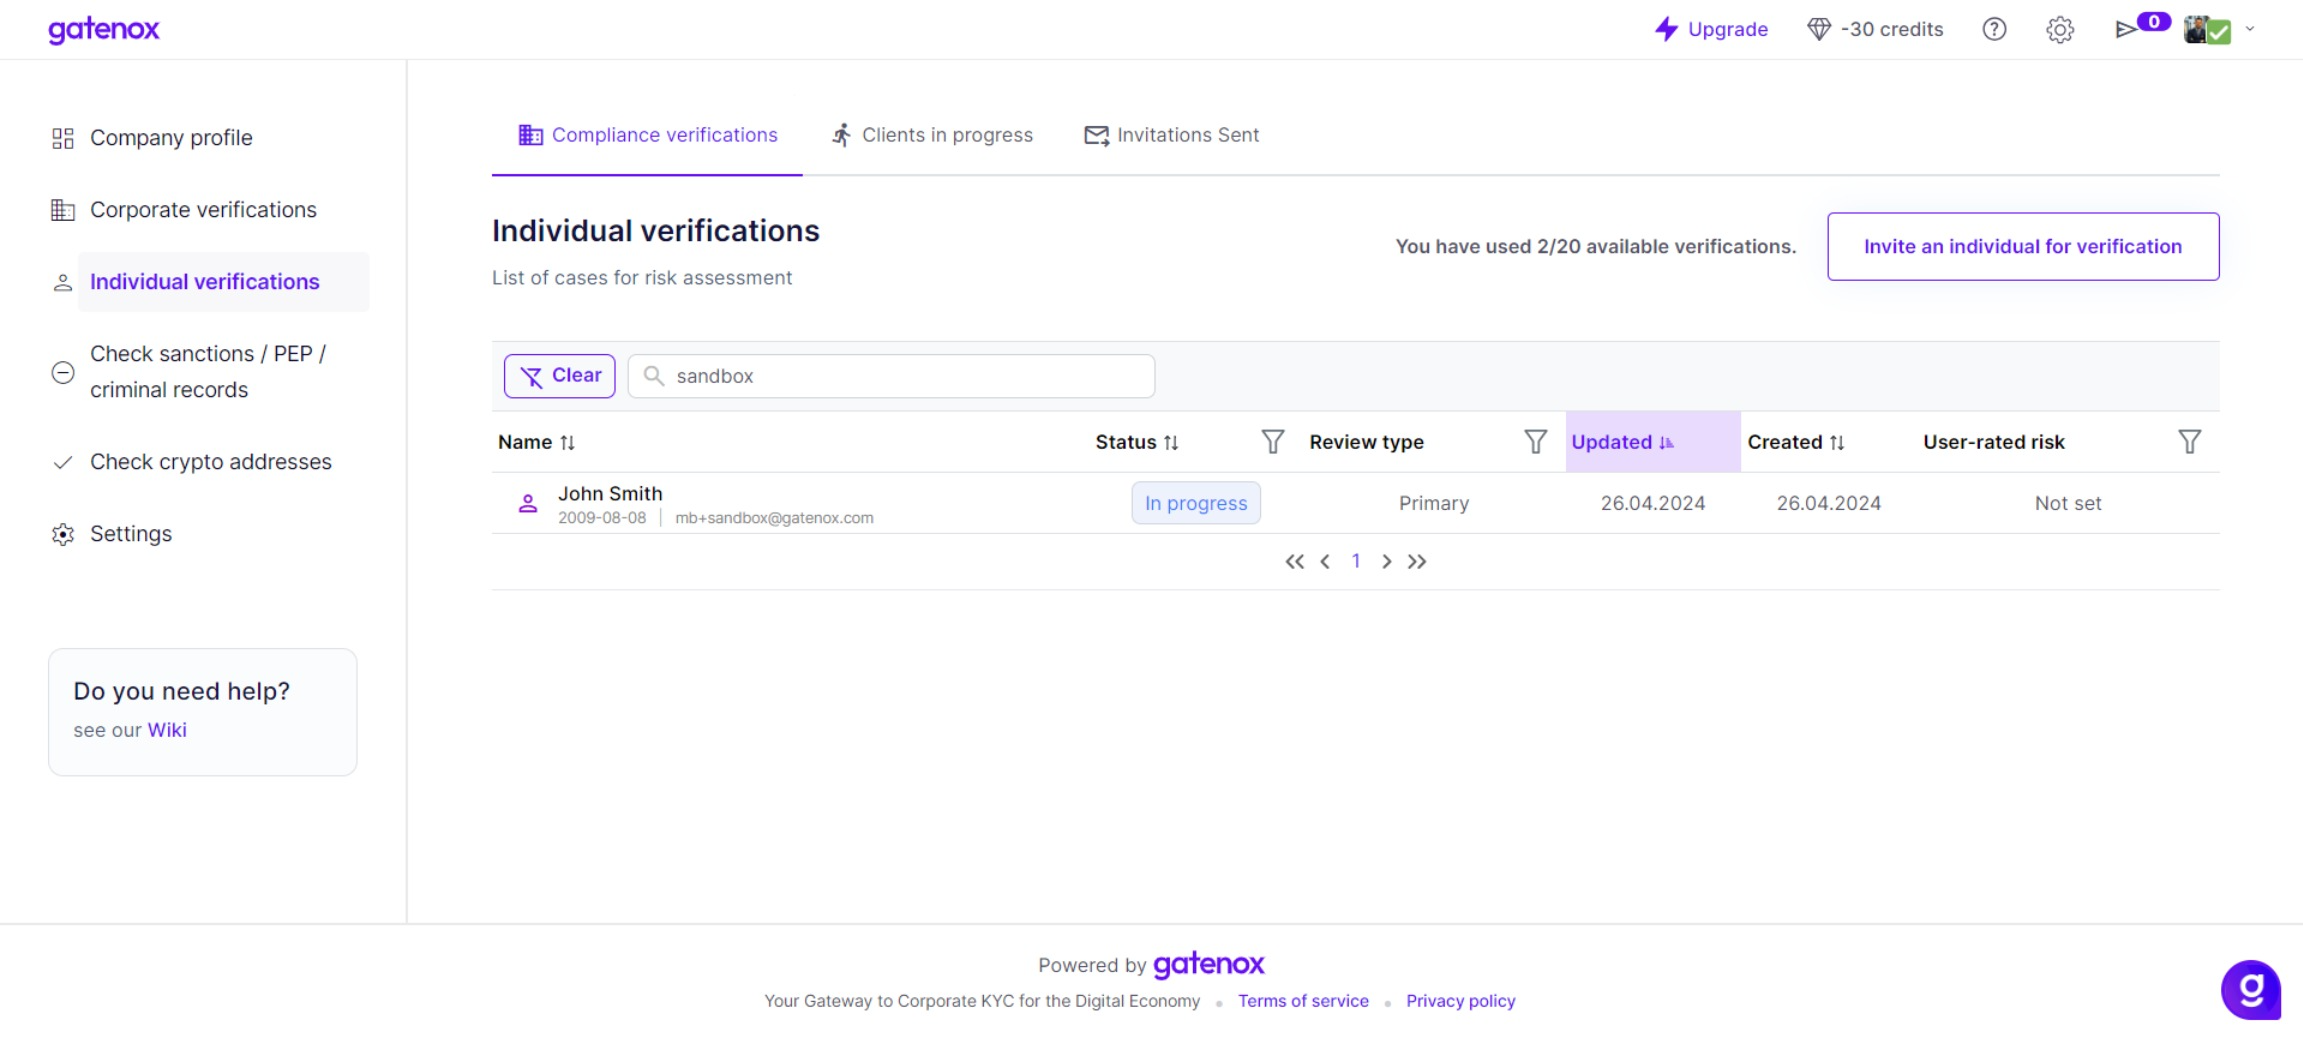 gatenox
Upgrade
-30 credits
0
Company profile
Corporate verifications
Individual verifications
Check sanctions / PEP /
criminal records
Check crypto addresses
Settings
Do you need help?
see our Wiki
Compliance verifications
Clients in progress
Invitations Sent
Individual verifications
List of cases for risk assessment
You have used 2/20 available verifications.
Invite an individual for verification
Clear
sandbox
Name Status Review type Updated Created User-rated risk
John Smith
2009-08-08 | mb+sandbox@gatenox.com
In progress Primary 26.04.2024 26.04.2024 Not set
1
Powered by gatenox
Your Gateway to Corporate KYC for the Digital Economy • Terms of service • Privacy policy
g